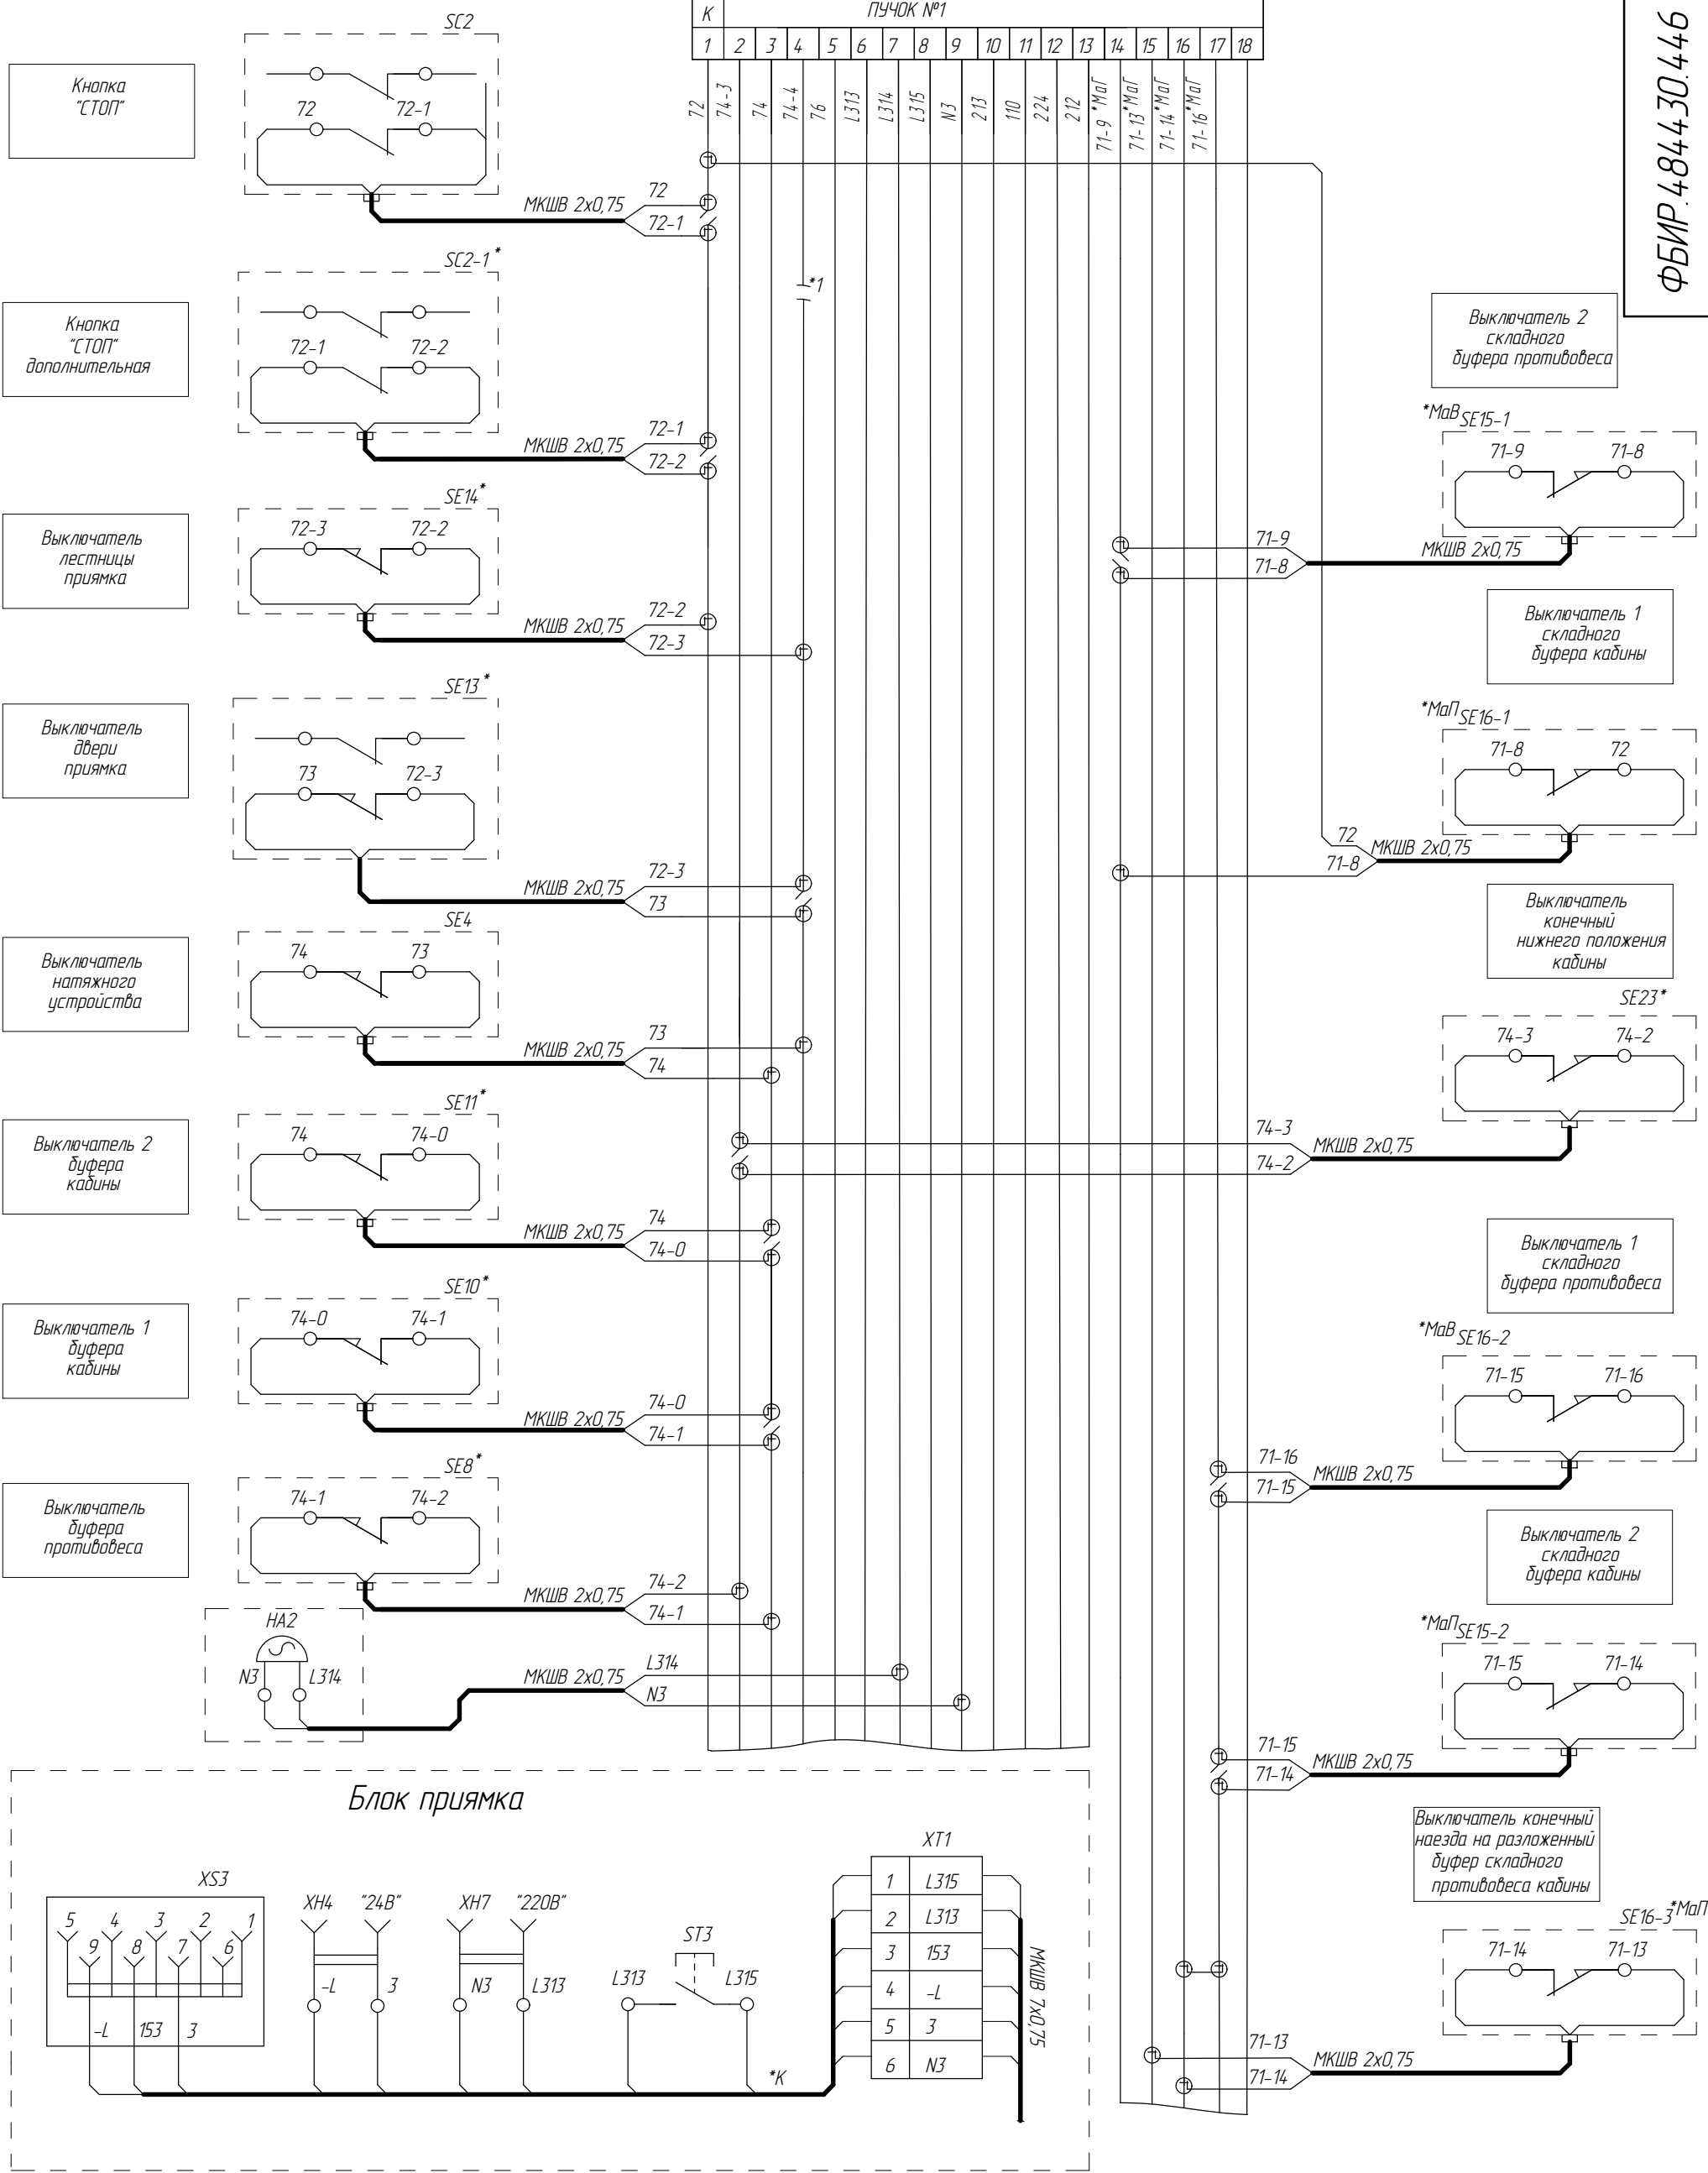 К ПУЧОК №1
1 2 3 4 5 6 7 8 9 10 11 12 13 14 15 16 17 18
72 74-3 74 74-4 76 L313 L314 L315 N3 213 110 224 212 71-9 *МаГ 71-13*МаГ 71-14*МаГ 71-16*МаГ
ФБИР.484430.446
SC2
Кнопка
"СТОП"
72 72-1
МКШВ 2х0,75
72
72-1
*1
SC2-1*
Кнопка
"СТОП"
дополнительная
72-1 72-2
МКШВ 2х0,75
72-1
72-2
SE14*
Выключатель
лестницы
приямка
72-3 72-2
МКШВ 2х0,75
72-2
72-3
SE13*
Выключатель
двери
приямка
73 72-3
МКШВ 2х0,75
72-3
73
SE4
Выключатель
натяжного
устройства
74 73
МКШВ 2х0,75
73
74
SE11*
Выключатель 2
буфера
кабины
74 74-0
МКШВ 2х0,75
74
74-0
SE10*
Выключатель 1
буфера
кабины
74-0 74-1
МКШВ 2х0,75
74-0
74-1
SE8*
Выключатель
буфера
противовеса
74-1 74-2
МКШВ 2х0,75
74-2
74-1
HA2
N3 L314
МКШВ 2х0,75
L314
N3
Выключатель 2
складного
буфера противовеса
*МаВ SE15-1
71-9 71-8
71-9
71-8
МКШВ 2х0,75
Выключатель 1
складного
буфера кабины
*МаП SE16-1
71-8 72
72
71-8
МКШВ 2х0,75
Выключатель
конечный
нижнего положения
кабины
SE23*
74-3 74-2
74-3
74-2
МКШВ 2х0,75
Выключатель 1
складного
буфера противовеса
*МаВ SE16-2
71-15 71-16
71-16
71-15
МКШВ 2х0,75
Выключатель 2
складного
буфера кабины
*МаП SE15-2
71-15 71-14
71-15
71-14
МКШВ 2х0,75
Выключатель конечный
наезда на разложенный
буфер складного
противовеса кабины
SE16-3 *МаП
71-14 71-13
71-13
71-14
МКШВ 2х0,75
Блок приямка
XS3
5 4 3 2 1
9 8 7 6
-L 153 3
XH4 "24В"
-L 3
XH7 "220В"
N3 L313
ST3
L313 L315
*К
XT1
1 L315
2 L313
3 153
4 -L
5 3
6 N3
МКШВ 7х0,75